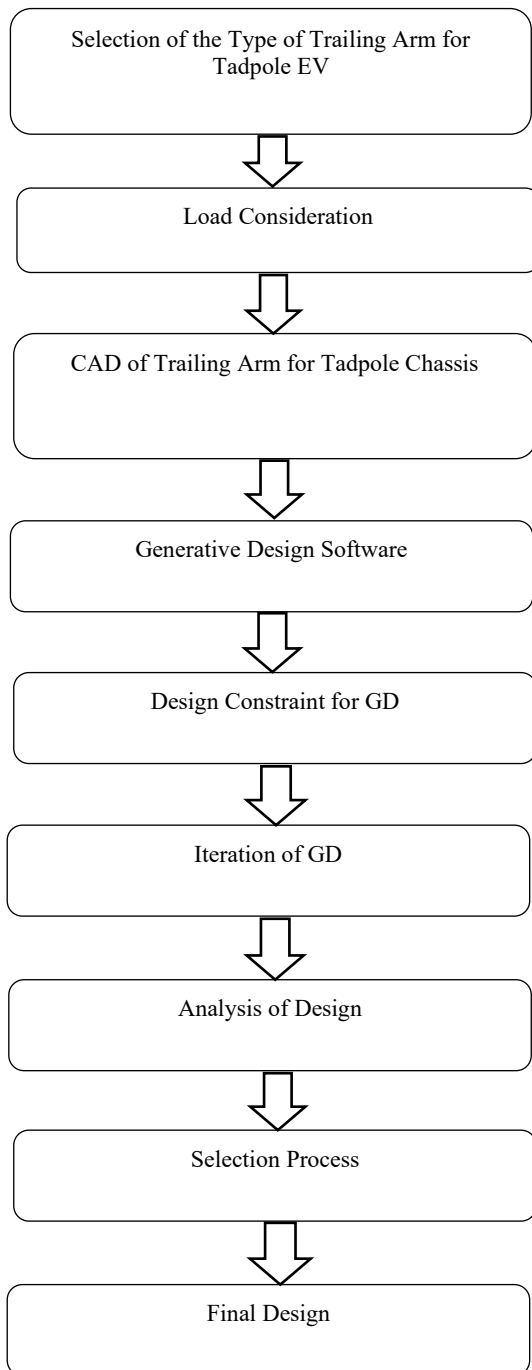 Selection of the Type of Trailing Arm for
Tadpole EV
Load Consideration
CAD of Trailing Arm for Tadpole Chassis
Generative Design Software
Design Constraint for GD
Iteration of GD
Analysis of Design
Selection Process
Final Design